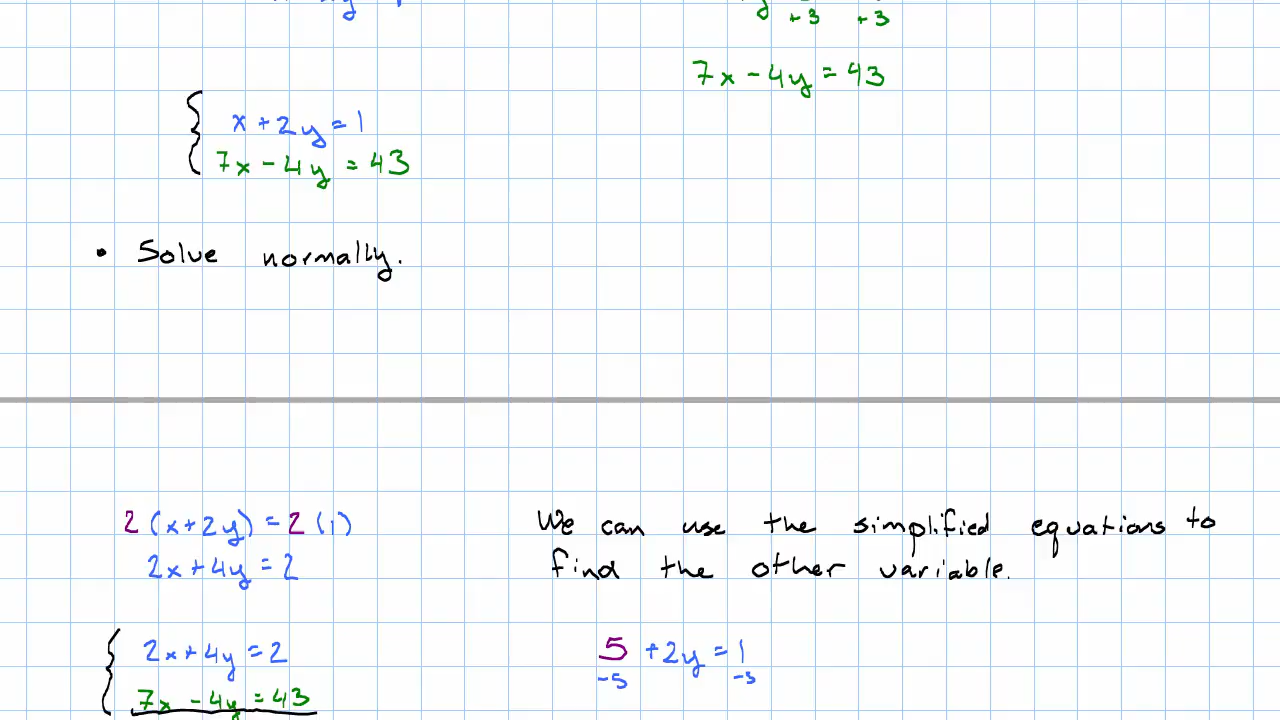 +3 +3
7x - 4y = 43
x + 2y = 1
7x - 4y = 43
• Solve normally.
2 (x + 2y) = 2 (1)
2x + 4y = 2
We can use the simplified equations to
find the other variable.
2x + 4y = 2
7x - 4y = 43
5 + 2y = 1
-5 -5